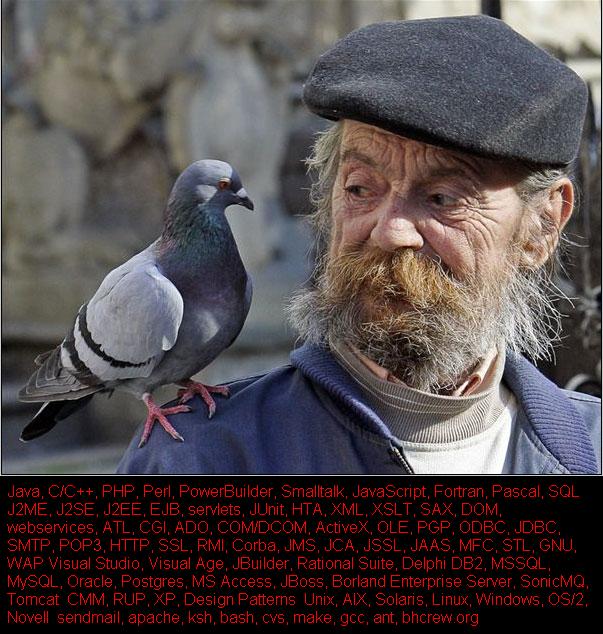 Java, C/C++, PHP, Perl, PowerBuilder, Smalltalk, JavaScript, Fortran, Pascal, SQL
J2ME, J2SE, J2EE, EJB, servlets, JUnit, HTA, XML, XSLT, SAX, DOM,
webservices, ATL, CGI, ADO, COM/DCOM, ActiveX, OLE, PGP, ODBC, JDBC,
SMTP, POP3, HTTP, SSL, RMI, Corba, JMS, JCA, JSSL, JAAS, MFC, STL, GNU,
WAP Visual Studio, Visual Age, JBuilder, Rational Suite, Delphi DB2, MSSQL,
MySQL, Oracle, Postgres, MS Access, JBoss, Borland Enterprise Server, SonicMQ,
Tomcat  CMM, RUP, XP, Design Patterns  Unix, AIX, Solaris, Linux, Windows, OS/2,
Novell  sendmail, apache, ksh, bash, cvs, make, gcc, ant, bhcrew.org